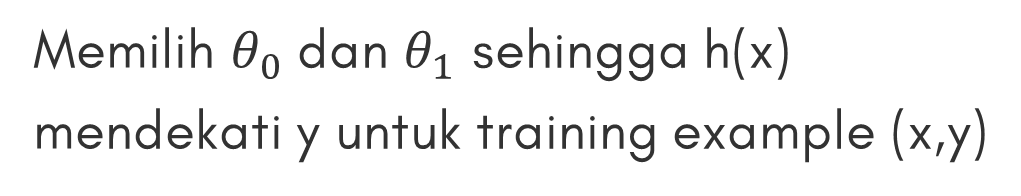 Memilih θ₀ dan θ₁ sehingga h(x)
mendekati y untuk training example (x,y)